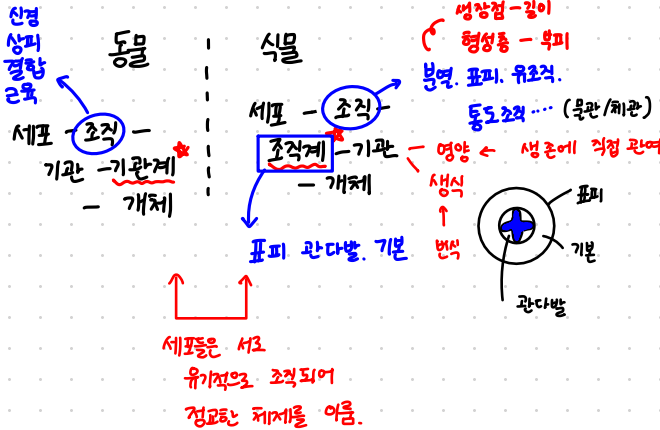 신경
상피
결합
근육
동물
세포 - 조직 -
기관 - 기관계
- 개체
식물
생장점 - 길이
형성층 - 부피
분열. 표피. 유조직.
통도조직.... (물관/체관)
세포 - 조직 -
조직계 - 기관
- 개체
영양 ← 생존에 직접 관여
생식
↑
번식
표피 관다발. 기본
표피
기본
관다발
세포들은 서로
유기적으로 조직되어
정교한 체제를 이룸.